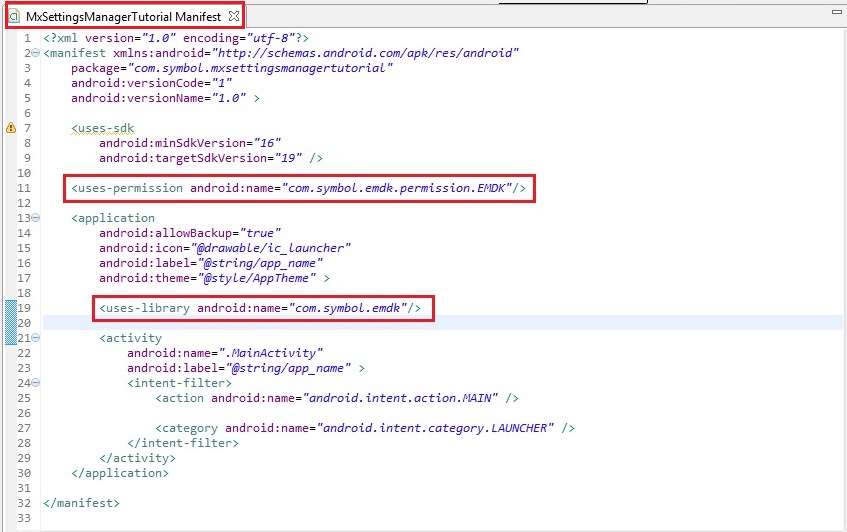 MxSettingsManagerTutorial Manifest
1 <?xml version="1.0" encoding="utf-8"?>
2 <manifest xmlns:android="http://schemas.android.com/apk/res/android"
3     package="com.symbol.mxsettingsmanagertutorial"
4     android:versionCode="1"
5     android:versionName="1.0" >
6
7     <uses-sdk
8         android:minSdkVersion="16"
9         android:targetSdkVersion="19" />
10
11     <uses-permission android:name="com.symbol.emdk.permission.EMDK"/>
12
13     <application
14         android:allowBackup="true"
15         android:icon="@drawable/ic_launcher"
16         android:label="@string/app_name"
17         android:theme="@style/AppTheme" >
18
19         <uses-library android:name="com.symbol.emdk"/>
20
21         <activity
22             android:name=".MainActivity"
23             android:label="@string/app_name" >
24             <intent-filter>
25                 <action android:name="android.intent.action.MAIN" />
26
27                 <category android:name="android.intent.category.LAUNCHER" />
28             </intent-filter>
29         </activity>
30     </application>
31
32 </manifest>
33